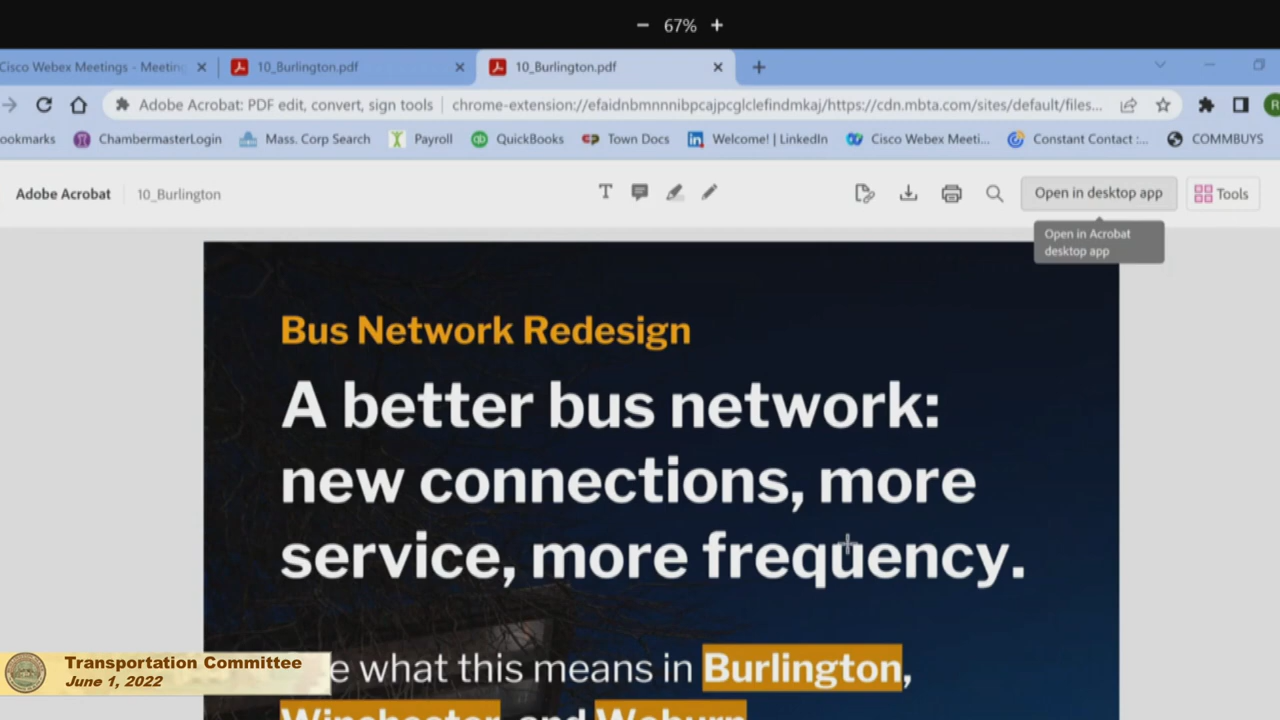 67%
Cisco Webex Meetings - Meeting
10_Burlington.pdf
10_Burlington.pdf
Adobe Acrobat: PDF edit, convert, sign tools
chrome-extension://efaidnbmnnnibpcajpcglclefindmkaj/https://cdn.mbta.com/sites/default/files...
ookmarks
ChambermasterLogin
Mass. Corp Search
Payroll
QuickBooks
Town Docs
Welcome! | LinkedIn
Cisco Webex Meeti...
Constant Contact :...
COMMBUYS
Adobe Acrobat
10_Burlington
Open in desktop app
Tools
Open in Acrobat
desktop app
Bus Network Redesign
A better bus network:
new connections, more
service, more frequency.
e what this means in Burlington,
Winchester, and Woburn
Transportation Committee
June 1, 2022